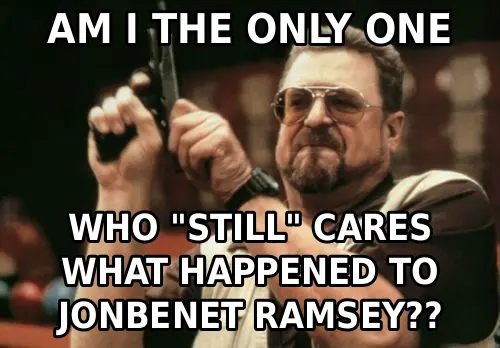 AM I THE ONLY ONE
WHO "STILL" CARES
WHAT HAPPENED TO
JONBENET RAMSEY??